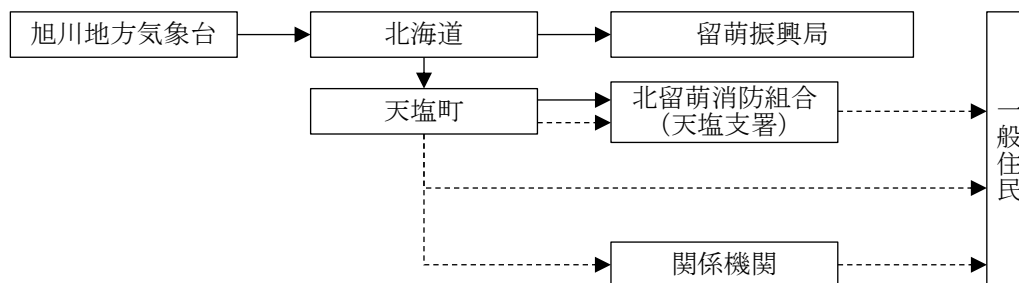 旭川地方気象台
北海道
留萌振興局
天塩町
北留萌消防組合
（天塩支署）
関係機関
一般住民